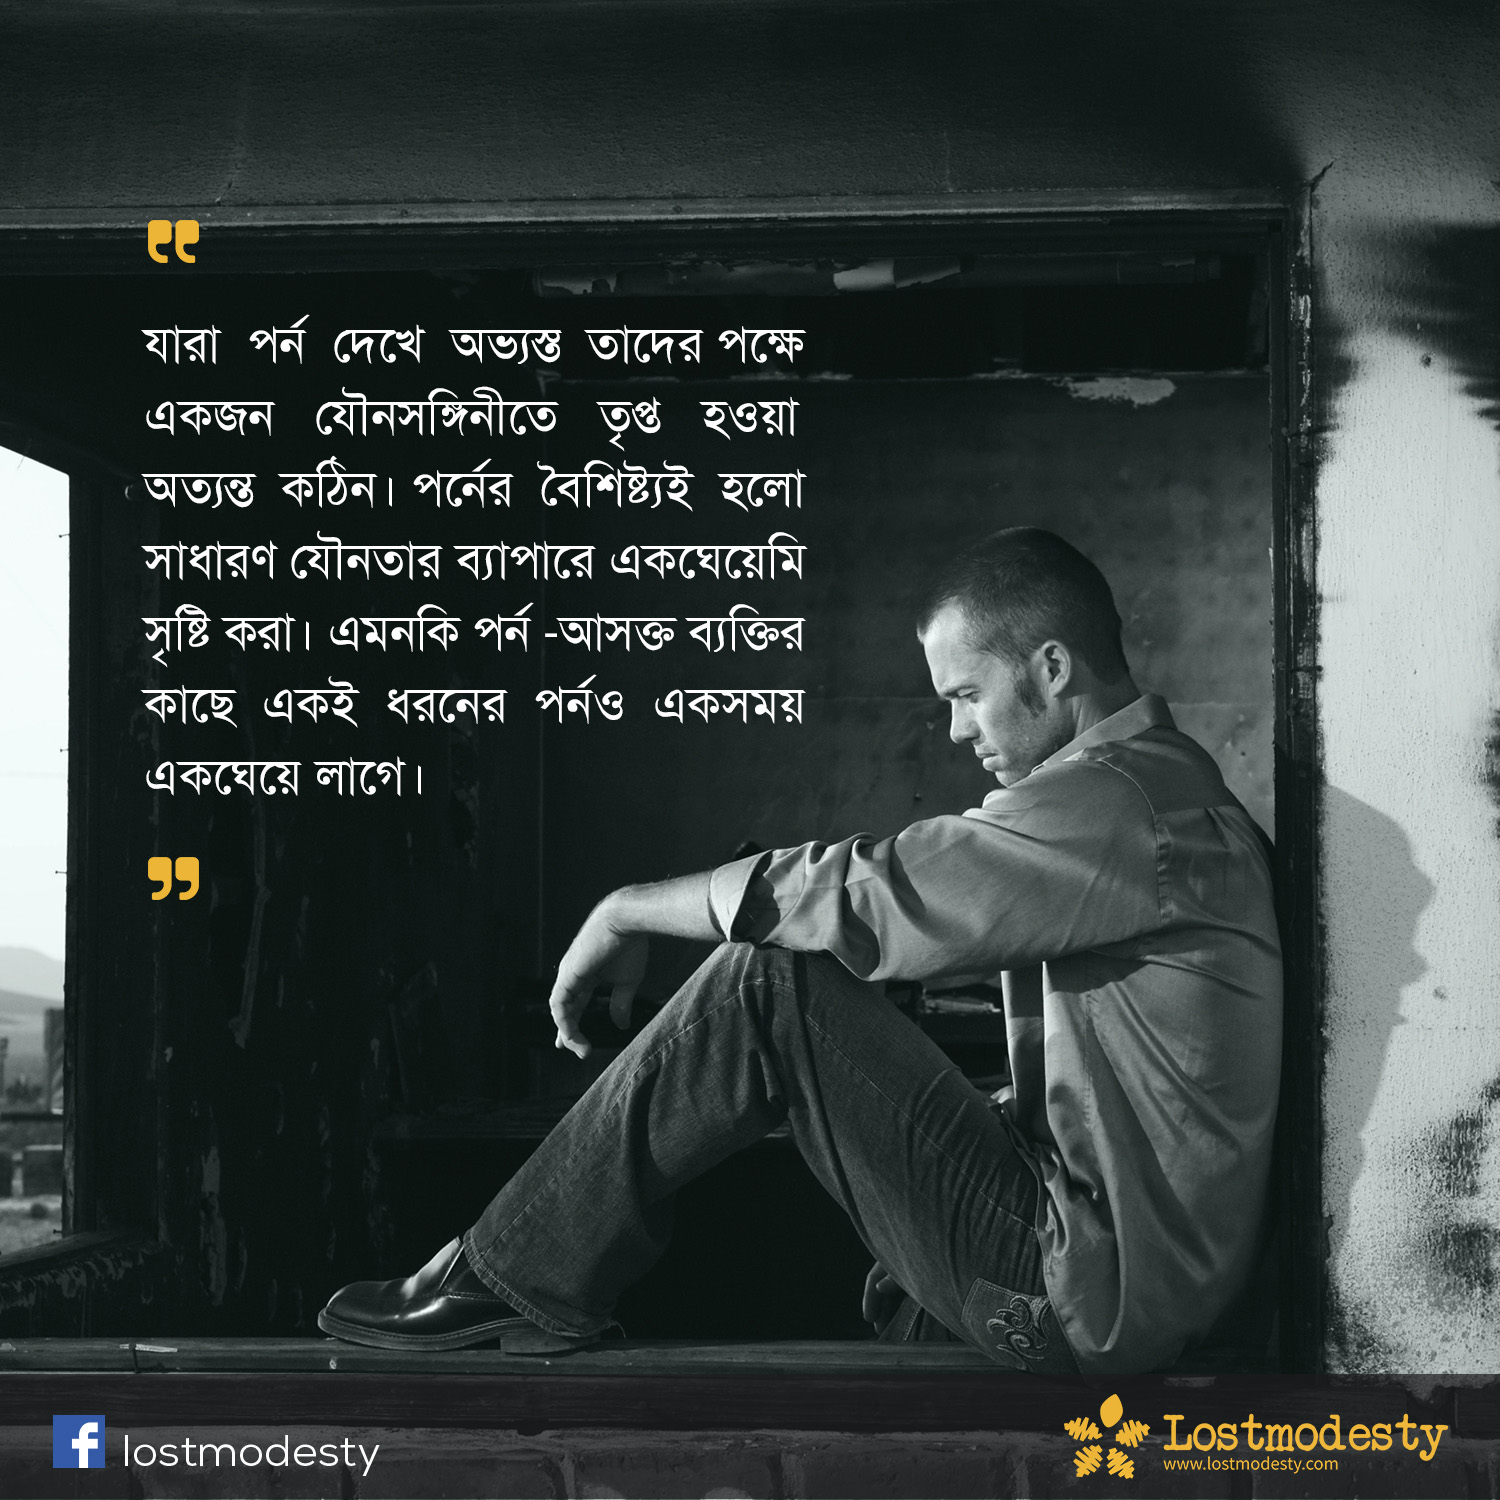 যারা পর্ন দেখে অভ্যস্ত তাদের পক্ষে
একজন যৌনসঙ্গিনীতে তৃপ্ত হওয়া
অত্যন্ত কঠিন। পর্নের বৈশিষ্ট্যই হলো
সাধারণ যৌনতার ব্যাপারে একঘেয়েমি
সৃষ্টি করা। এমনকি পর্ন -আসক্ত ব্যক্তির
কাছে একই ধরনের পর্নও একসময়
একঘেয়ে লাগে।
lostmodesty
Lostmodesty
www.lostmodesty.com